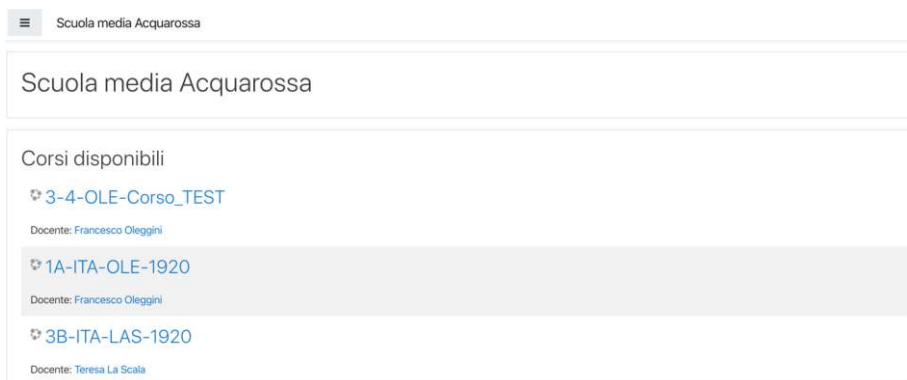 Scuola media Acquarossa
Scuola media Acquarossa
Corsi disponibili
3-4-OLE-Corso_TEST
Docente: Francesco Oleggini
1A-ITA-OLE-1920
Docente: Francesco Oleggini
3B-ITA-LAS-1920
Docente: Teresa La Scala